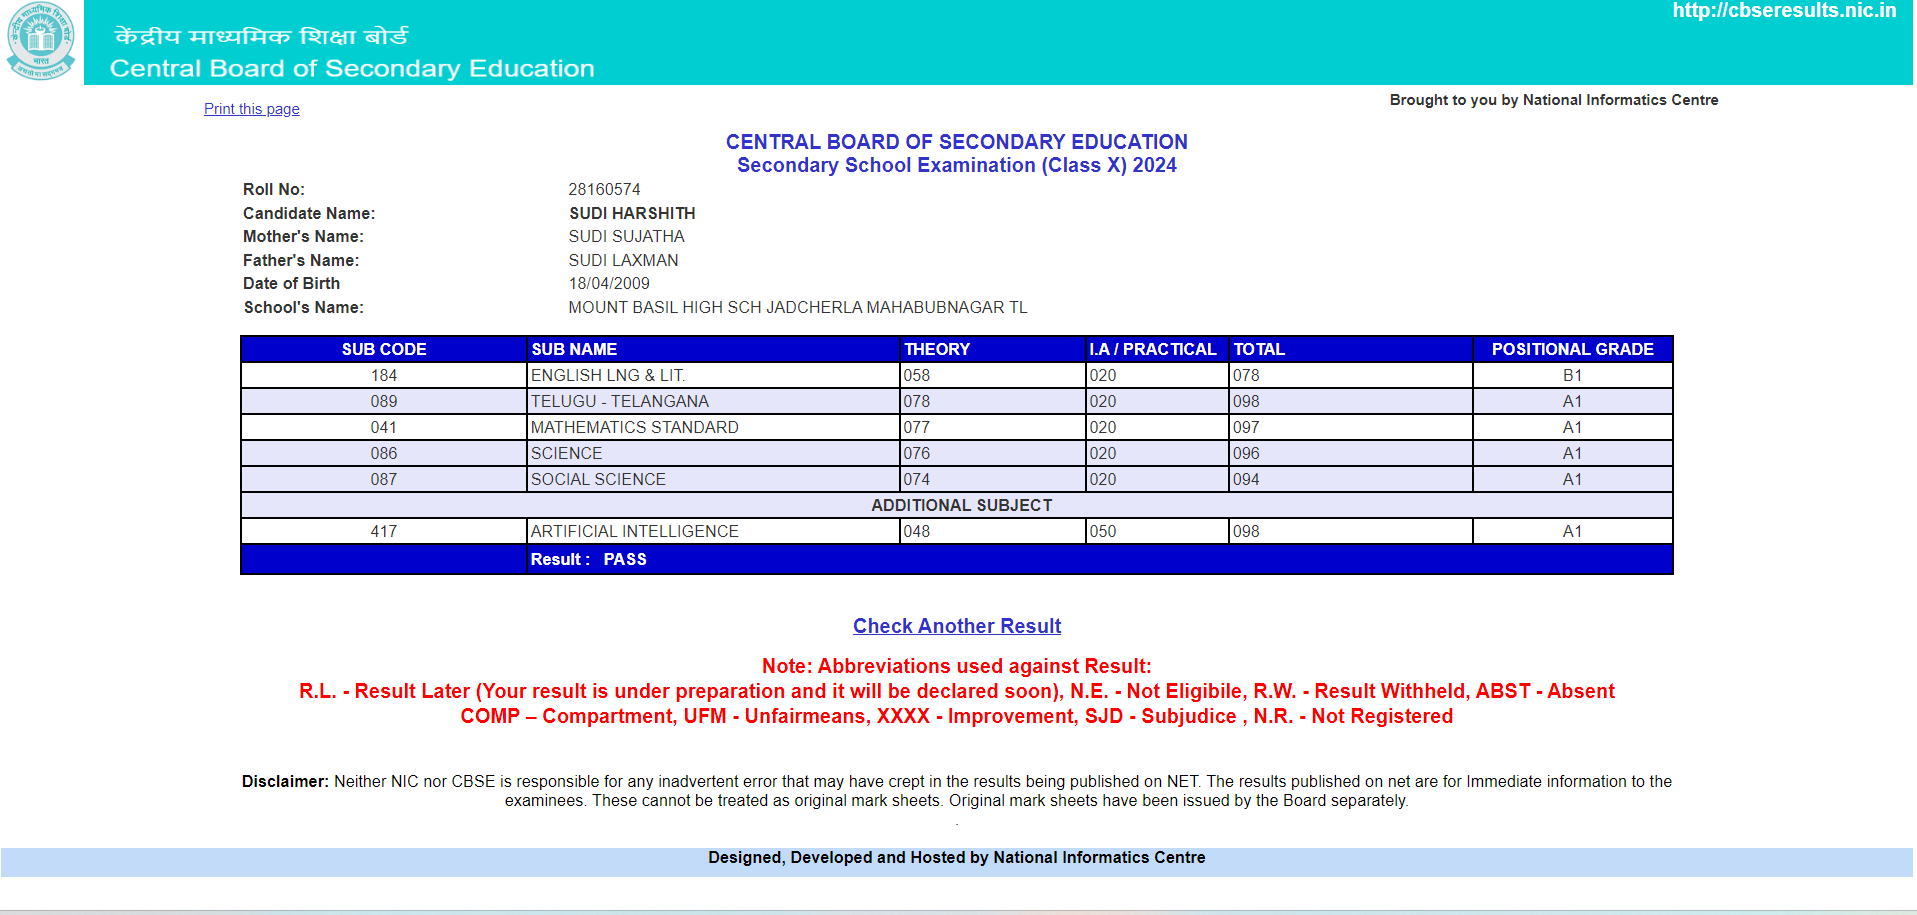 http://cbseresults.nic.in
केंद्रीय माध्यमिक शिक्षा बोर्ड
Central Board of Secondary Education
भारत
Print this page
Brought to you by National Informatics Centre
CENTRAL BOARD OF SECONDARY EDUCATION
Secondary School Examination (Class X) 2024
Roll No: 28160574
Candidate Name: SUDI HARSHITH
Mother's Name: SUDI SUJATHA
Father's Name: SUDI LAXMAN
Date of Birth 18/04/2009
School's Name: MOUNT BASIL HIGH SCH JADCHERLA MAHABUBNAGAR TL
SUB CODE SUB NAME THEORY I.A / PRACTICAL TOTAL POSITIONAL GRADE
184 ENGLISH LNG & LIT. 058 020 078 B1
089 TELUGU - TELANGANA 078 020 098 A1
041 MATHEMATICS STANDARD 077 020 097 A1
086 SCIENCE 076 020 096 A1
087 SOCIAL SCIENCE 074 020 094 A1
ADDITIONAL SUBJECT
417 ARTIFICIAL INTELLIGENCE 048 050 098 A1
Result : PASS
Check Another Result
Note: Abbreviations used against Result:
R.L. - Result Later (Your result is under preparation and it will be declared soon), N.E. - Not Eligibile, R.W. - Result Withheld, ABST - Absent
COMP – Compartment, UFM - Unfairmeans, XXXX - Improvement, SJD - Subjudice , N.R. - Not Registered
Disclaimer: Neither NIC nor CBSE is responsible for any inadvertent error that may have crept in the results being published on NET. The results published on net are for Immediate information to the
examinees. These cannot be treated as original mark sheets. Original mark sheets have been issued by the Board separately.
.
Designed, Developed and Hosted by National Informatics Centre